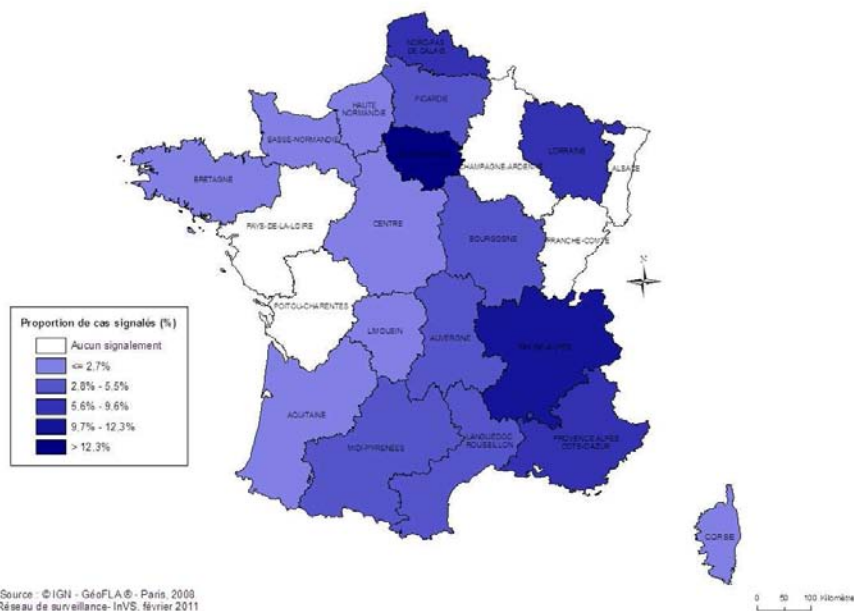 NORD-PAS
DE-CALAIS
PICARDIE
HAUTE
NORMANDIE
BASSE-NORMANDIE
CHAMPAGNE-ARDENNE
LORRAINE
ALSACE
BRETAGNE
PAYS-DE-LA-LOIRE
CENTRE
BOURGOGNE
FRANCHE-COMTE
N
POITOU-CHARENTES
LIMOUSIN
AUVERGNE
RHONE-ALPES
AQUITAINE
MIDI-PYRENEES
LANGUEDOC
ROUSSILLON
PROVENCE ALPES
COTE-D'AZUR
CORSE
Proportion de cas signalés (%)
Aucun signalement
<= 2.7%
2.8% - 5.5%
5.6% - 9.6%
9.7% - 12.3%
> 12.3%
Source : © IGN - GéoFLA ® - Paris, 2008.
Réseau de surveillance- InVS, février 2011
0 50 100 Kilomètres